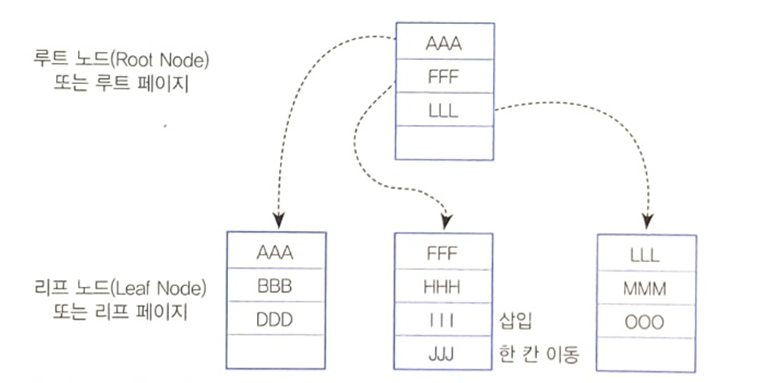 루트 노드(Root Node)
또는 루트 페이지
AAA
FFF
LLL
리프 노드(Leaf Node)
또는 리프 페이지
AAA
BBB
DDD
FFF
HHH
I I I 삽입
JJJ 한 칸 이동
LLL
MMM
OOO